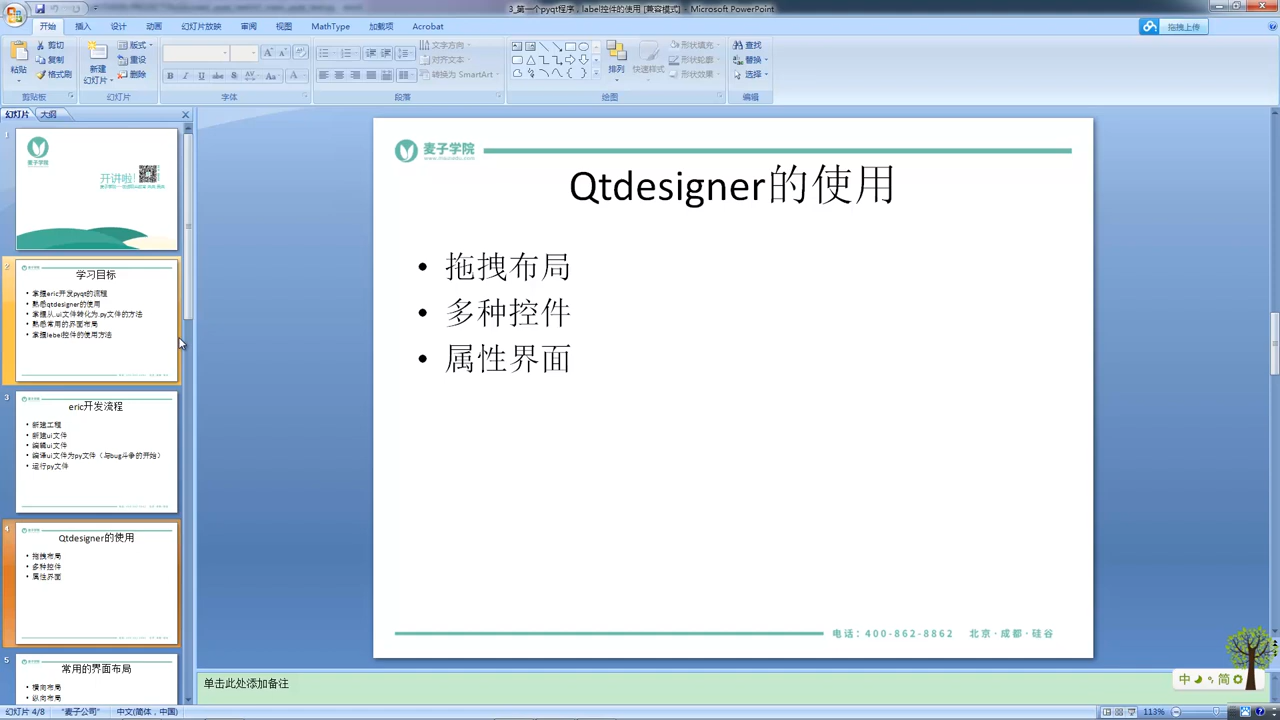 3_第一个pyqt程序，label控件的使用 [兼容模式] - Microsoft PowerPoint
开始 插入 设计 动画 幻灯片放映 审阅 视图 MathType 加载项 Acrobat
拖拽上传
粘贴
剪切
复制
格式刷
剪贴板
新建
幻灯片
版式
重设
删除
幻灯片
字体
文字方向
对齐文本
转换为 SmartArt
段落
排列
快速样式
形状填充
形状轮廓
形状效果
绘图
查找
替换
选择
编辑
幻灯片 大纲
1
麦子学院
开讲啦!
2
学习目标
• 掌握eric开发pyqt的流程
• 熟悉qtdesigner的使用
• 掌握从.ui文件转化为.py文件的方法
• 熟悉常用的界面布局
• 掌握lebel控件的使用方法
3
eric开发流程
• 新建工程
• 新建ui文件
• 编辑ui文件
• 编译ui文件为py文件（与bug斗争的开始）
• 运行py文件
4
Qtdesigner的使用
• 拖拽布局
• 多种控件
• 属性界面
5
常用的界面布局
• 横向布局
• 纵向布局
麦子学院
www.maiziedu.com
Qtdesigner的使用
• 拖拽布局
• 多种控件
• 属性界面
电话：400-862-8862 北京·成都·硅谷
单击此处添加备注
中 简
幻灯片 4/8 "麦子公司" 中文(简体，中国) 113%